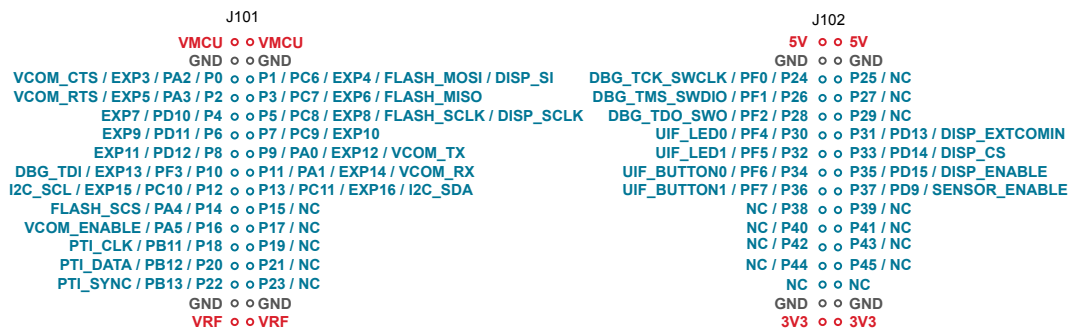 J101
VMCU VMCU
GND GND
VCOM_CTS / EXP3 / PA2 / P0 P1 / PC6 / EXP4 / FLASH_MOSI / DISP_SI
VCOM_RTS / EXP5 / PA3 / P2 P3 / PC7 / EXP6 / FLASH_MISO
EXP7 / PD10 / P4 P5 / PC8 / EXP8 / FLASH_SCLK / DISP_SCLK
EXP9 / PD11 / P6 P7 / PC9 / EXP10
EXP11 / PD12 / P8 P9 / PA0 / EXP12 / VCOM_TX
DBG_TDI / EXP13 / PF3 / P10 P11 / PA1 / EXP14 / VCOM_RX
I2C_SCL / EXP15 / PC10 / P12 P13 / PC11 / EXP16 / I2C_SDA
FLASH_SCS / PA4 / P14 P15 / NC
VCOM_ENABLE / PA5 / P16 P17 / NC
PTI_CLK / PB11 / P18 P19 / NC
PTI_DATA / PB12 / P20 P21 / NC
PTI_SYNC / PB13 / P22 P23 / NC
GND GND
VRF VRF
J102
5V 5V
GND GND
DBG_TCK_SWCLK / PF0 / P24 P25 / NC
DBG_TMS_SWDIO / PF1 / P26 P27 / NC
DBG_TDO_SWO / PF2 / P28 P29 / NC
UIF_LED0 / PF4 / P30 P31 / PD13 / DISP_EXTCOMIN
UIF_LED1 / PF5 / P32 P33 / PD14 / DISP_CS
UIF_BUTTON0 / PF6 / P34 P35 / PD15 / DISP_ENABLE
UIF_BUTTON1 / PF7 / P36 P37 / PD9 / SENSOR_ENABLE
NC / P38 P39 / NC
NC / P40 P41 / NC
NC / P42 P43 / NC
NC / P44 P45 / NC
NC NC
GND GND
3V3 3V3